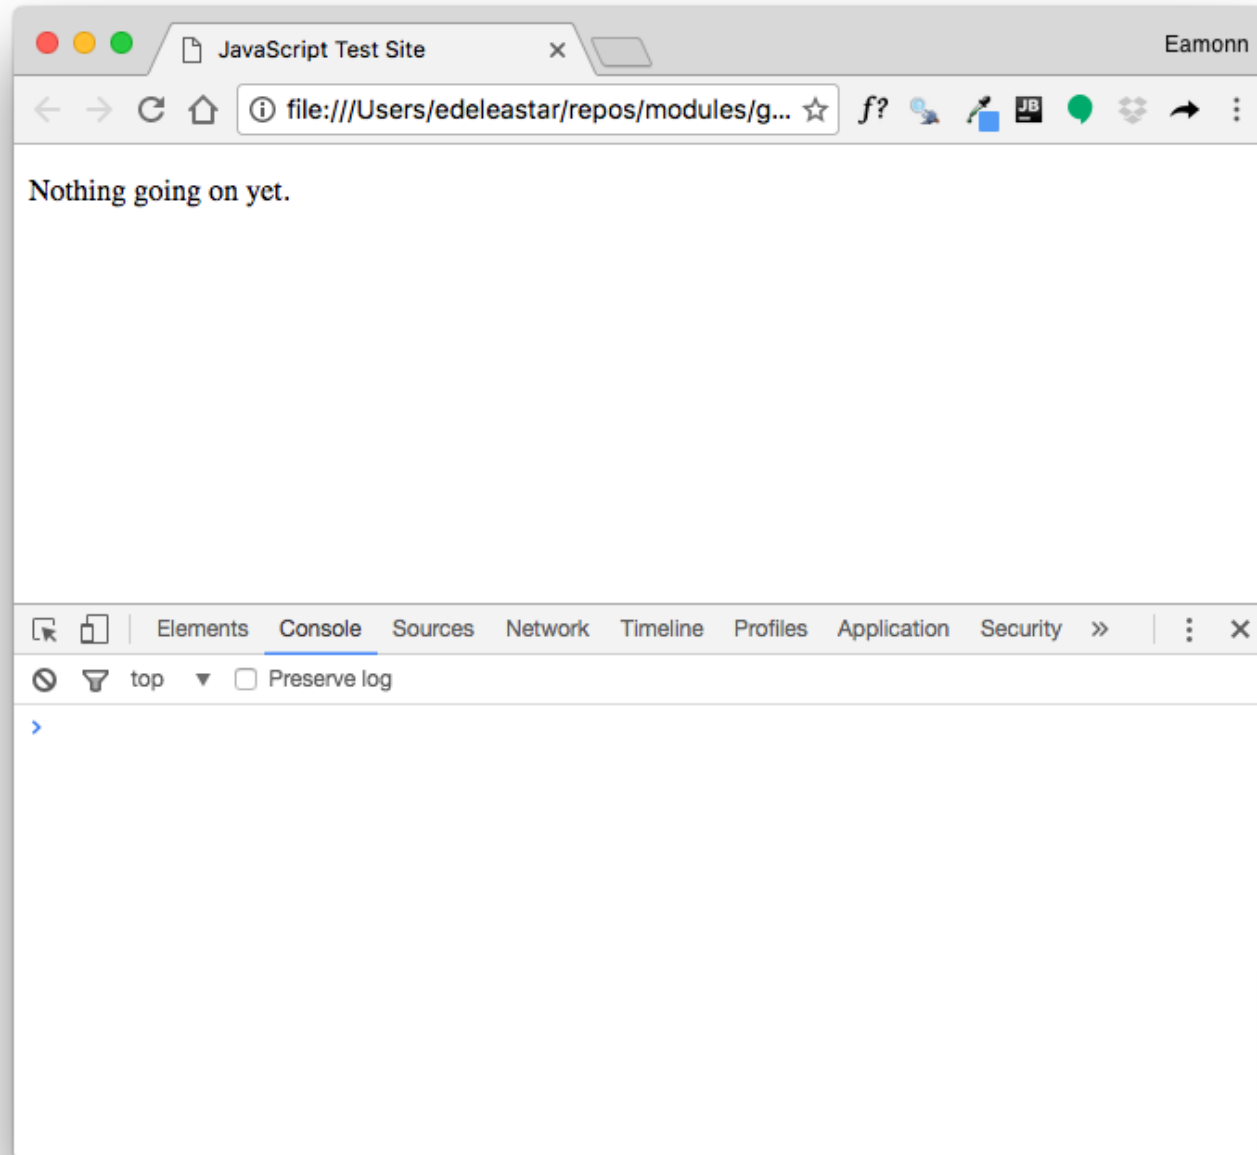 JavaScript Test Site
Eamonn
file:///Users/edeleastar/repos/modules/g...
f?
JB
Nothing going on yet.
Elements Console Sources Network Timeline Profiles Application Security »
top Preserve log
>